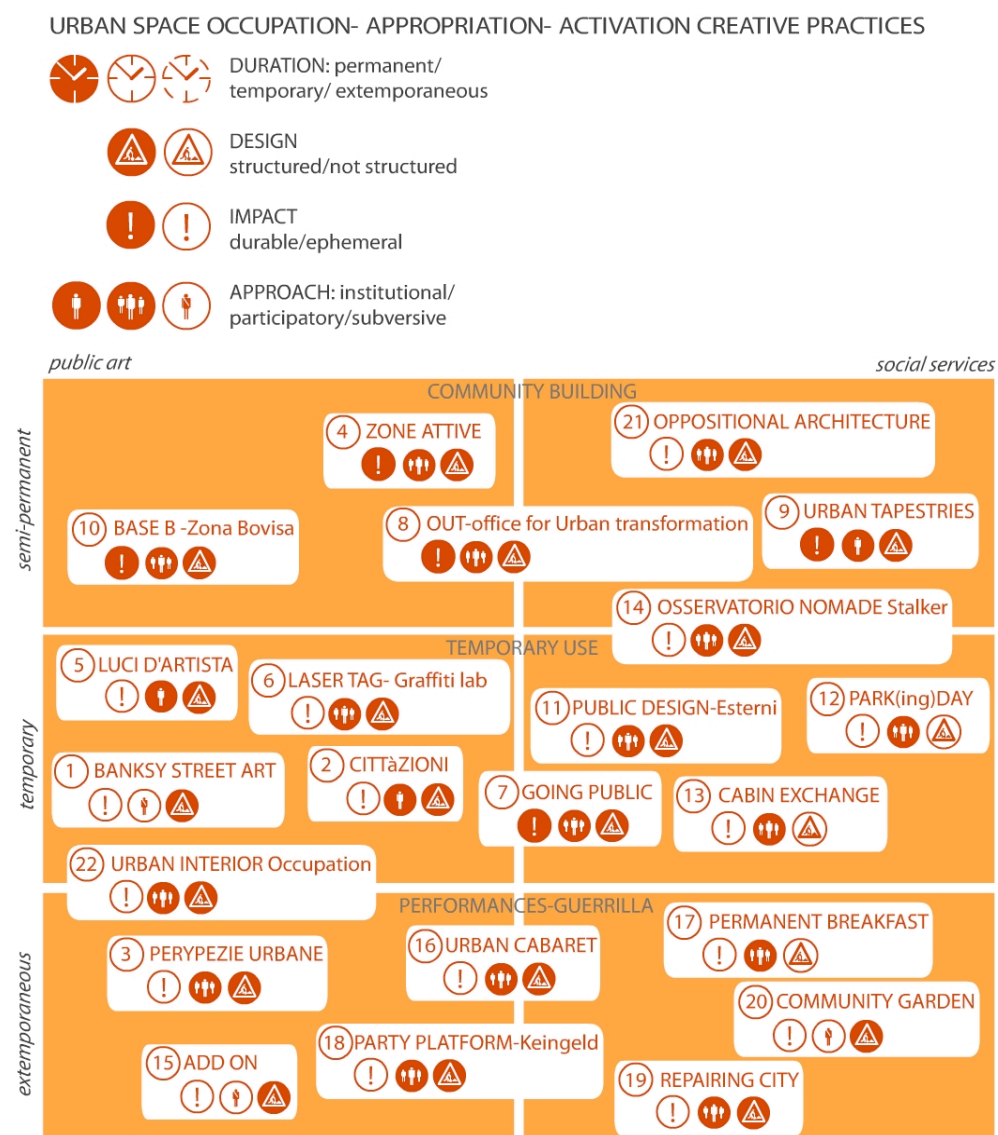 URBAN SPACE OCCUPATION- APPROPRIATION- ACTIVATION CREATIVE PRACTICES
DURATION: permanent/
temporary/ extemporaneous
DESIGN
structured/not structured
! ! IMPACT
durable/ephemeral
APPROACH: institutional/
participatory/subversive
public art
social services
COMMUNITY BUILDING
semi-permanent
4 ZONE ATTIVE
!
21 OPPOSITIONAL ARCHITECTURE
!
10 BASE B -Zona Bovisa
!
8 OUT-office for Urban transformation
!
9 URBAN TAPESTRIES
!
14 OSSERVATORIO NOMADE Stalker
!
TEMPORARY USE
temporary
5 LUCI D'ARTISTA
!
6 LASER TAG- Graffiti lab
!
11 PUBLIC DESIGN-Esterni
!
12 PARK(ing)DAY
!
1 BANKSY STREET ART
!
2 CITTàZIONI
!
7 GOING PUBLIC
!
13 CABIN EXCHANGE
!
22 URBAN INTERIOR Occupation
!
PERFORMANCES-GUERRILLA
extemporaneous
3 PERYPEZIE URBANE
!
16 URBAN CABARET
!
17 PERMANENT BREAKFAST
!
20 COMMUNITY GARDEN
!
15 ADD ON
!
18 PARTY PLATFORM-Keingeld
!
19 REPAIRING CITY
!